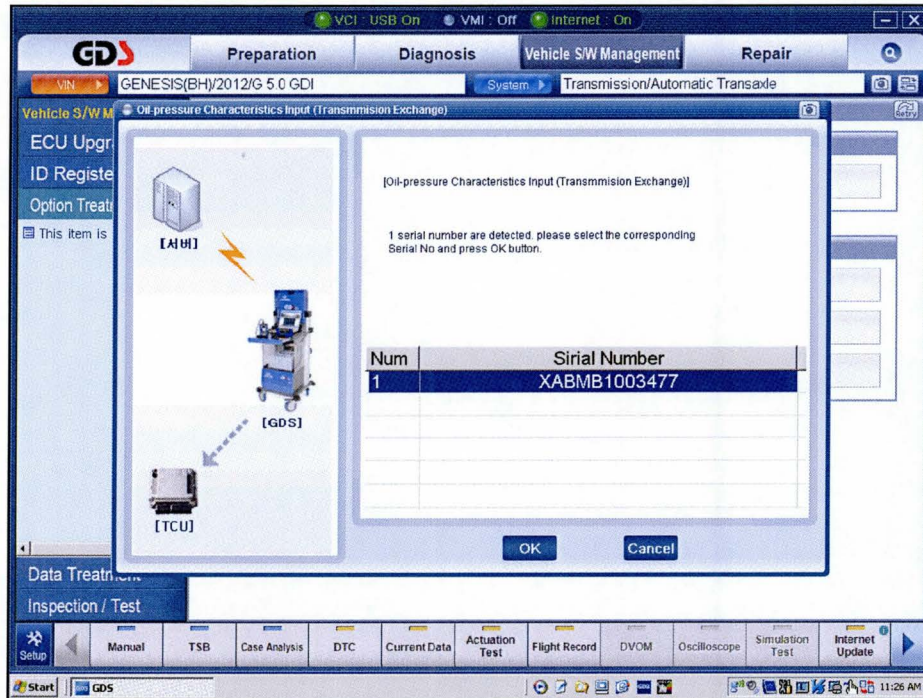 VCI : USB On VMI : Off Internet : On
GDS Preparation Diagnosis Vehicle S/W Management Repair
VIN GENESIS(BH)/2012/G 5.0 GDI System Transmission/Automatic Transaxle
Vehicle S/W M
Oil-pressure Characteristics Input (Transmmision Exchange)
Retry
ECU Upgr
ID Registe
Option Treat
This item is
[서버]
[GDS]
[TCU]
[Oil-pressure Characteristics Input (Transmmision Exchange)]
1 serial number are detected. please select the corresponding
Serial No and press OK button.
Num Sirial Number
1 XABMB1003477
OK Cancel
Data Treatment
Inspection / Test
Setup Manual TSB Case Analysis DTC Current Data Actuation Test Flight Record DVOM Oscilloscope Simulation Test Internet Update
Start GDS 11:26 AM